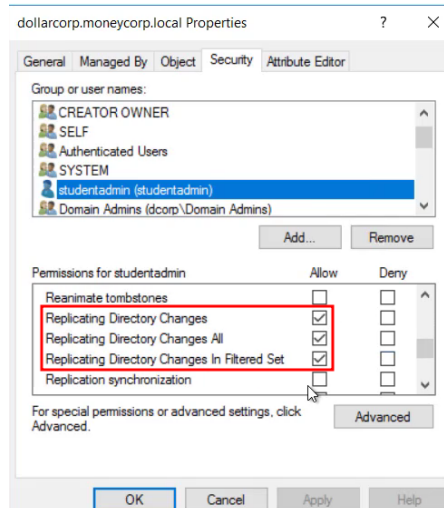 dollarcorp.moneycorp.local Properties ? ×
General Managed By Object Security Attribute Editor
Group or user names:
CREATOR OWNER
SELF
Authenticated Users
SYSTEM
studentadmin (studentadmin)
Domain Admins (dcorp\Domain Admins)
Add... Remove
Permissions for studentadmin Allow Deny
Reanimate tombstones
Replicating Directory Changes
Replicating Directory Changes All
Replicating Directory Changes In Filtered Set
Replication synchronization
For special permissions or advanced settings, click
Advanced.
Advanced
OK Cancel Apply Help